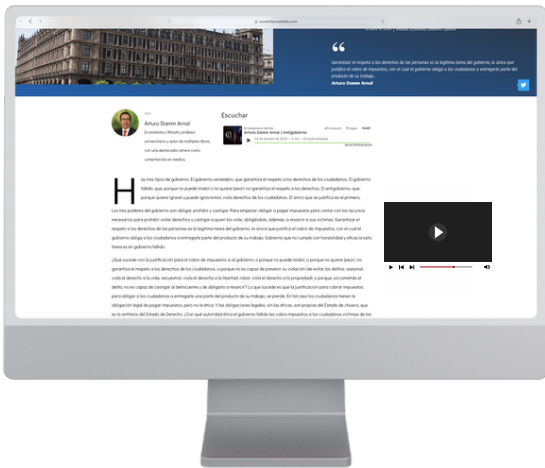 comentariodeldia.com
“
Garantizar el respeto a los derechos de las personas es la legítima tarea del gobierno, la única que
justifica el cobro de impuestos, con el cual el gobierno obliga a los ciudadanos a entregarle parte del
producto de su trabajo.
Arturo Damm Arnal
Arturo Damm Arnal
Economista y filósofo, profesor
universitario y autor de múltiples libros,
con una destacada carrera como
comentarista en medios.
Escuchar
El Comentario del Día
Arturo Damm Arnal | Antigobierno
Hay tres tipos de gobierno. El gobierno verdadero, que garantiza el respeto a los derechos de los ciudadanos. El gobierno
fallido, que, porque no puede (malo) o no quiere (peor), no garantiza el respeto a los derechos. El antigobierno, que,
porque quiere (grave) puede (gravísimo), viola derechos de los ciudadanos. El único que se justifica es el primero.
Los tres poderes del gobierno son obligar, prohibir y castigar. Para empezar obligar a pagar impuestos para contar con los recursos
necesarios para prohibir violar derechos y castigar a quien los viole, obligándolo, además, a resarcir a sus víctimas. Garantizar el
respeto a los derechos de las personas es la legítima tarea del gobierno, la única que justifica el cobro de impuestos, con el cual el
gobierno obliga a los ciudadanos a entregarle parte del producto de su trabajo. Gobierno que no cumple con honestidad y eficacia esta
tarea es un gobierno fallido.
¿Qué sucede con la justificación para el cobro de impuestos si el gobierno, o porque no puede (malo), o porque no quiere (peor), no
garantiza el respeto a los derechos de los ciudadanos, o porque no es capaz de prevenir su violación (de evitar los delitos: asesinar,
viola el derecho a la vida; secuestrar, viola el derecho a la libertad; robar, viola el derecho a la propiedad), o porque, ya cometido el
delito, no es capaz de castigar al delincuente y de obligarlo a resarcir? Lo que sucede es que la justificación para cobrar impuestos,
para obligar a los ciudadanos a entregarle una parte del producto de su trabajo, se pierde. En tal caso los ciudadanos tienen la
obligación legal de pagar impuestos, pero no la ética. Y las obligaciones legales, sin las éticas, son propias del Estado de chueco, que
es la antítesis del Estado de Derecho. ¿Con qué autoridad ética el gobierno fallido les cobra impuestos a los ciudadanos víctimas de los